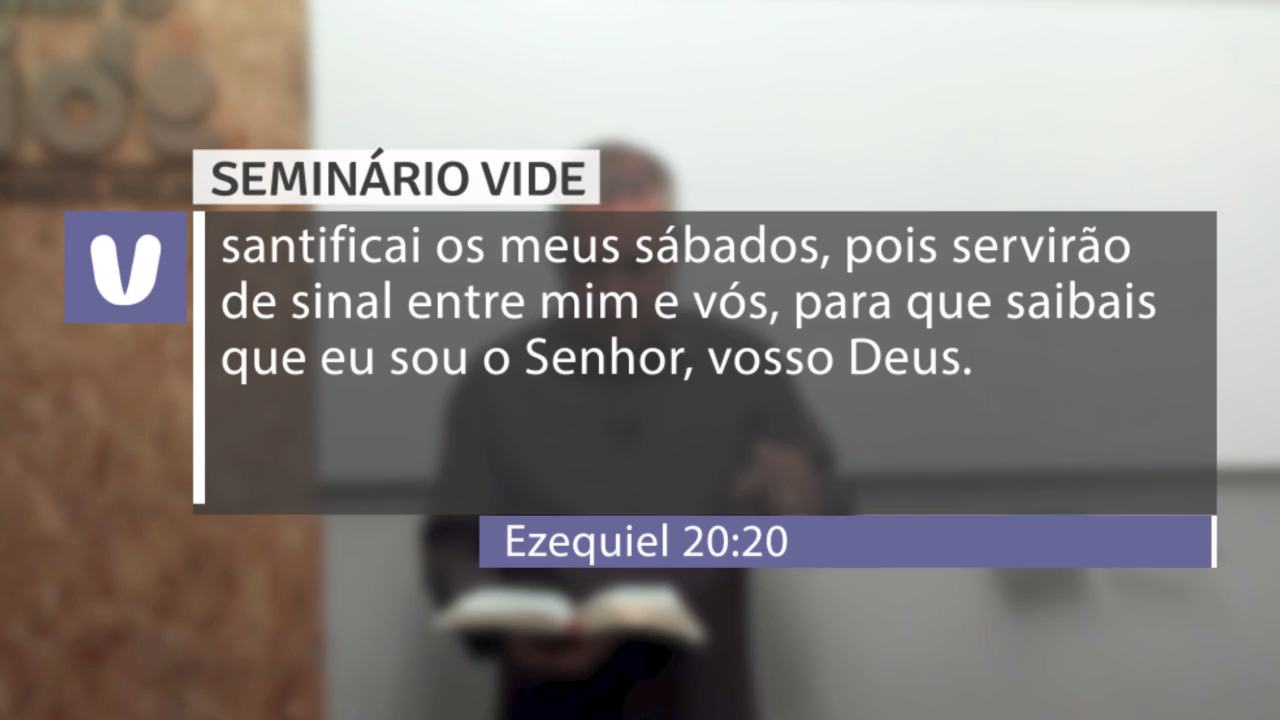 SEMINÁRIO VIDE
V
santificai os meus sábados, pois servirão
de sinal entre mim e vós, para que saibais
que eu sou o Senhor, vosso Deus.
Ezequiel 20:20